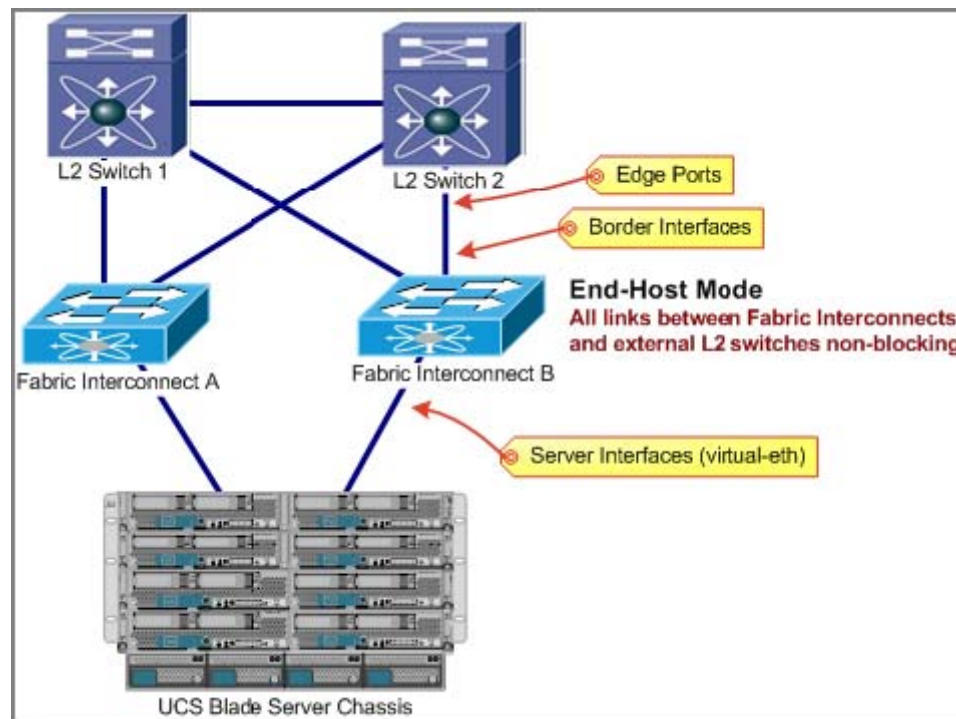 L2 Switch 1
L2 Switch 2
Edge Ports
Border Interfaces
End-Host Mode
All links between Fabric Interconnects
and external L2 switches non-blocking
Fabric Interconnect A
Fabric Interconnect B
Server Interfaces (virtual-eth)
UCS Blade Server Chassis